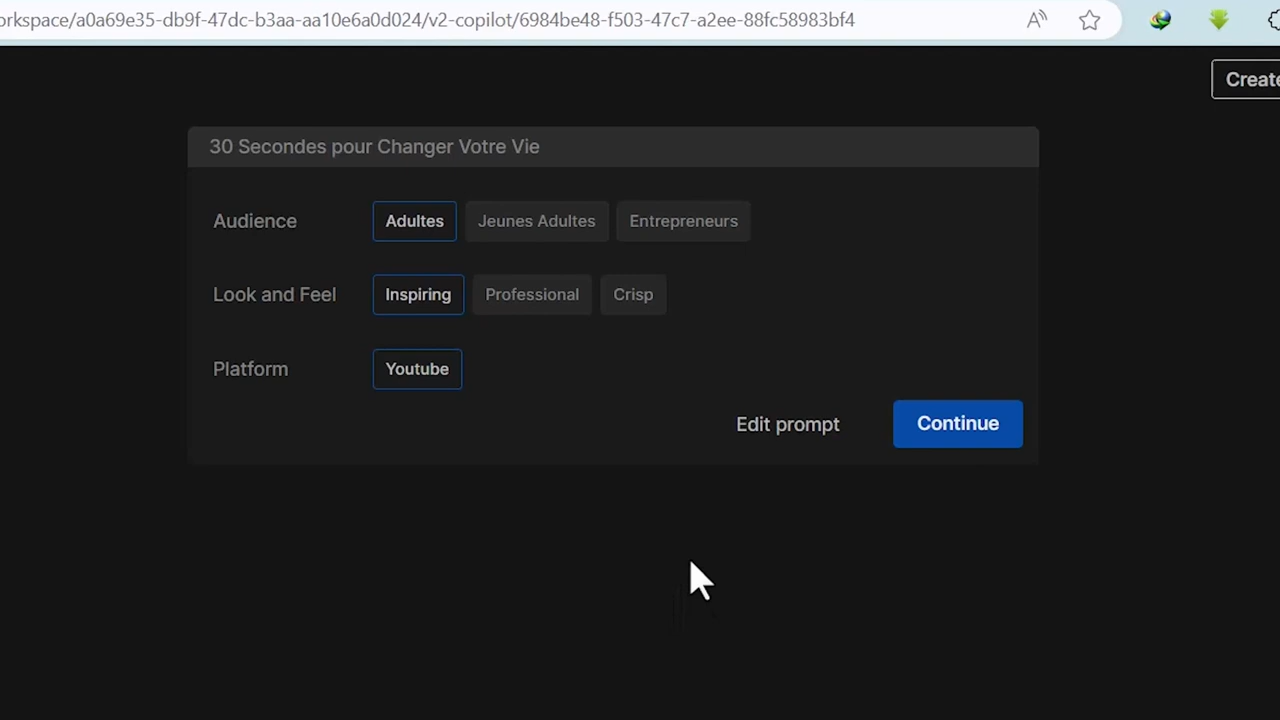 orkspace/a0a69e35-db9f-47dc-b3aa-aa10e6a0d024/v2-copilot/6984be48-f503-47c7-a2ee-88fc58983bf4
Create
30 Secondes pour Changer Votre Vie
Audience Adultes Jeunes Adultes Entrepreneurs
Look and Feel Inspiring Professional Crisp
Platform Youtube
Edit prompt Continue